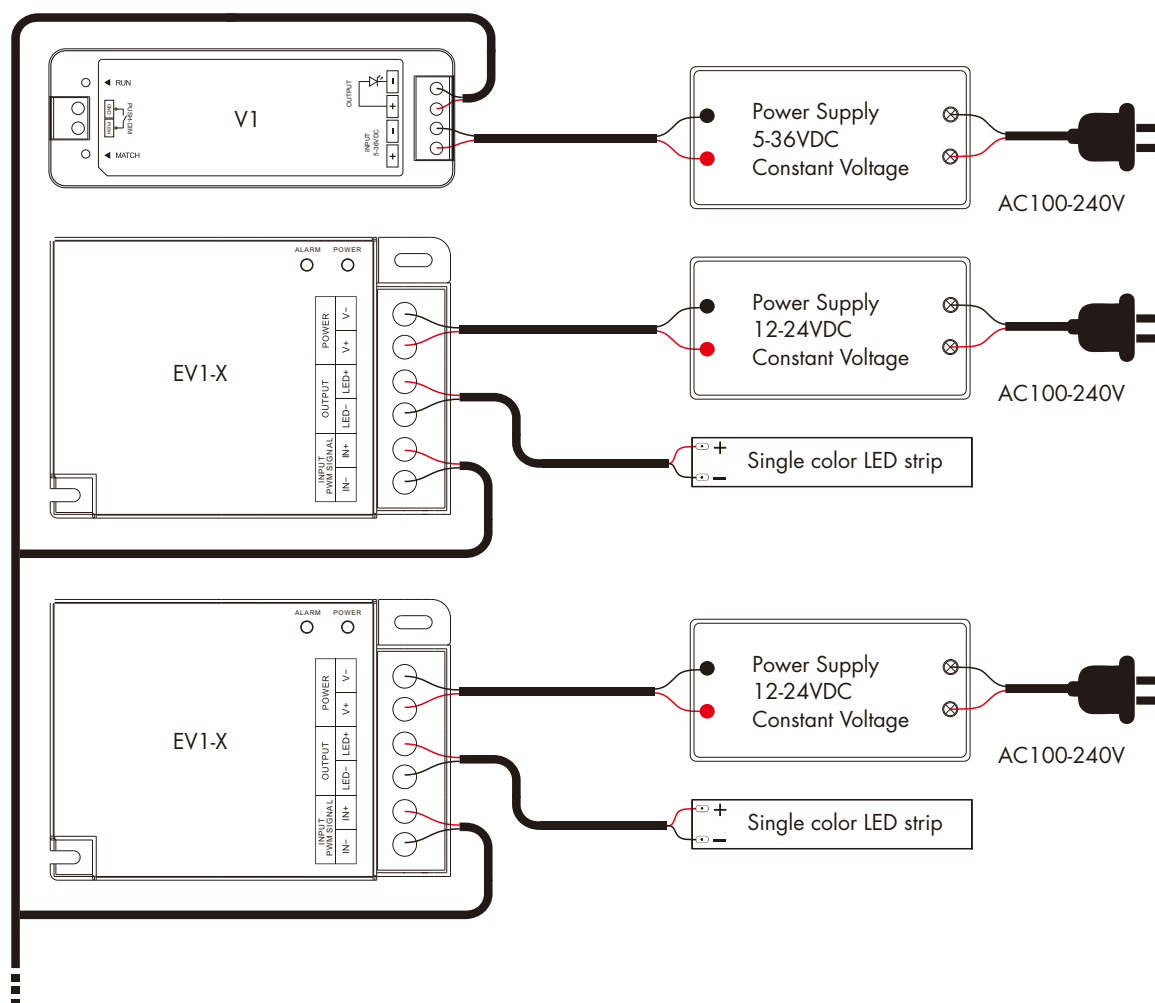 RUN
GND
PUSH
PUSH-DIM
MATCH
V1
OUTPUT
-
+
INPUT
5-36VDC
-
+
Power Supply
5-36VDC
Constant Voltage
AC100-240V
ALARM POWER
EV1-X
POWER
V−
V+
OUTPUT
LED+
LED−
INPUT
PWM SIGNAL
IN+
IN−
Power Supply
12-24VDC
Constant Voltage
AC100-240V
+
−
Single color LED strip
ALARM POWER
EV1-X
POWER
V−
V+
OUTPUT
LED+
LED−
INPUT
PWM SIGNAL
IN+
IN−
Power Supply
12-24VDC
Constant Voltage
AC100-240V
+
−
Single color LED strip